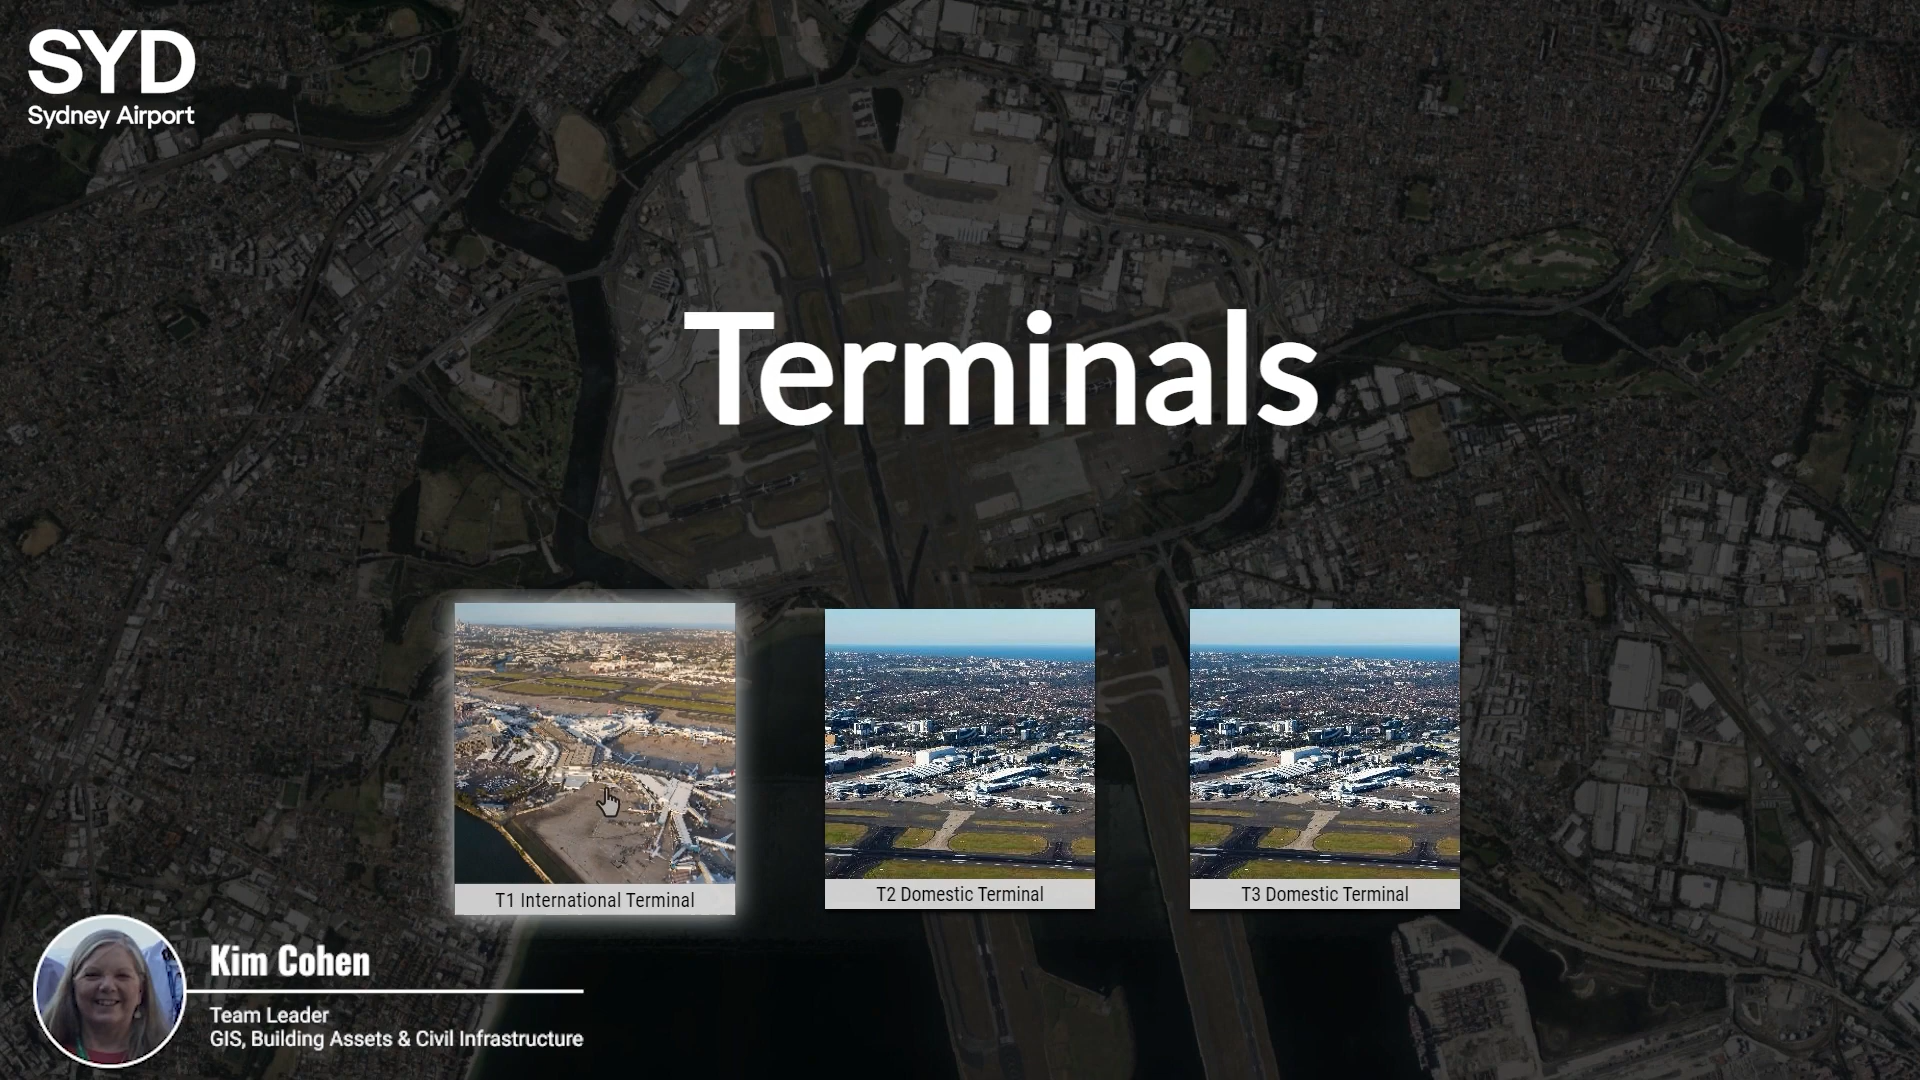 SYD
Sydney Airport
Terminals
T1 International Terminal
T2 Domestic Terminal
T3 Domestic Terminal
Kim Cohen
Team Leader
GIS, Building Assets & Civil Infrastructure